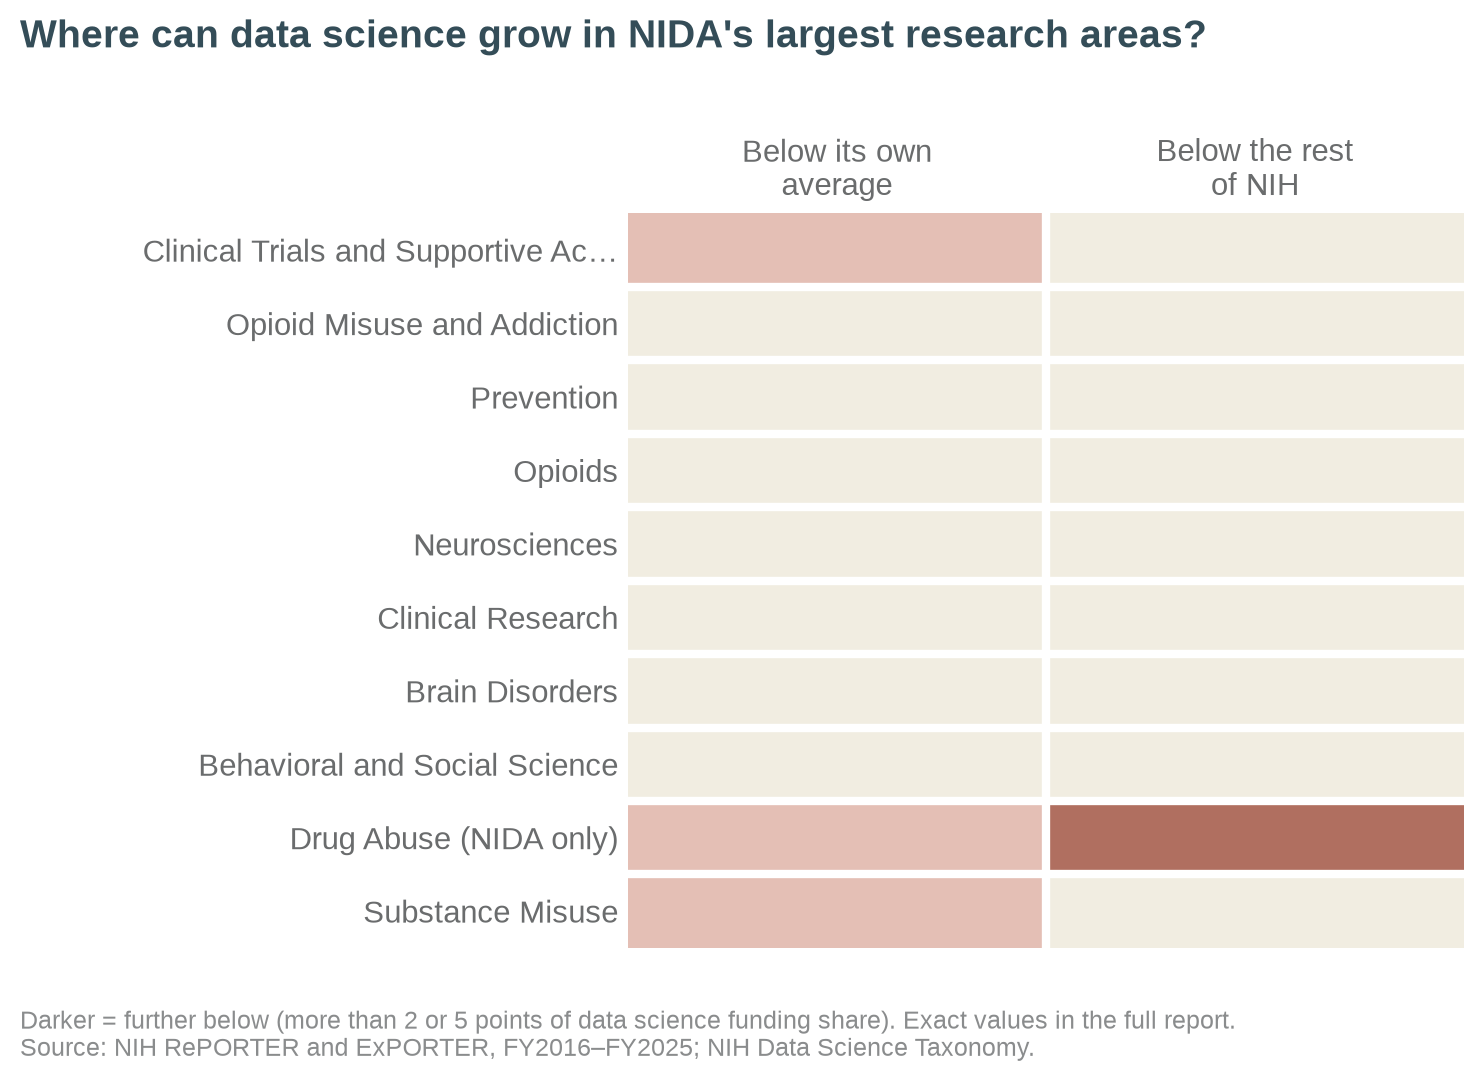 Where can data science grow in NIDA's largest research areas?
Below its own
average
Below the rest
of NIH
Clinical Trials and Supportive Ac…
Opioid Misuse and Addiction
Prevention
Opioids
Neurosciences
Clinical Research
Brain Disorders
Behavioral and Social Science
Drug Abuse (NIDA only)
Substance Misuse
Darker = further below (more than 2 or 5 points of data science funding share). Exact values in the full report.
Source: NIH RePORTER and ExPORTER, FY2016–FY2025; NIH Data Science Taxonomy.